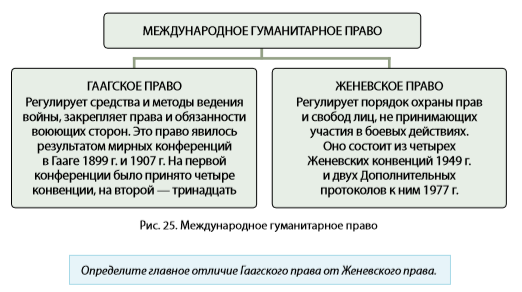 МЕЖДУНАРОДНОЕ ГУМАНИТАРНОЕ ПРАВО
ГААГСКОЕ ПРАВО
Регулирует средства и методы ведения
войны, закрепляет права и обязанности
воюющих сторон. Это право явилось
результатом мирных конференций
в Гааге 1899 г. и 1907 г. На первой
конференции было принято четыре
конвенции, на второй — тринадцать
ЖЕНЕВСКОЕ ПРАВО
Регулирует порядок охраны прав
и свобод лиц, не принимающих
участия в боевых действиях.
Оно состоит из четырех
Женевских конвенций 1949 г.
и двух Дополнительных
протоколов к ним 1977 г.
Рис. 25. Международное гуманитарное право
Определите главное отличие Гаагского права от Женевского права.